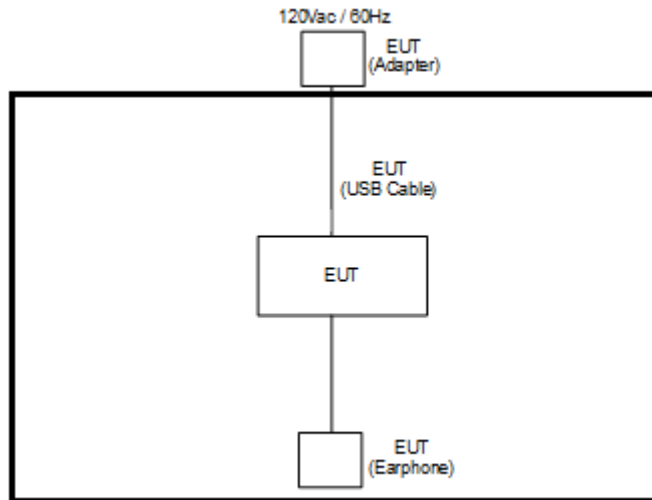 120Vac / 60Hz
EUT
(Adapter)
EUT
(USB Cable)
EUT
EUT
(Earphone)